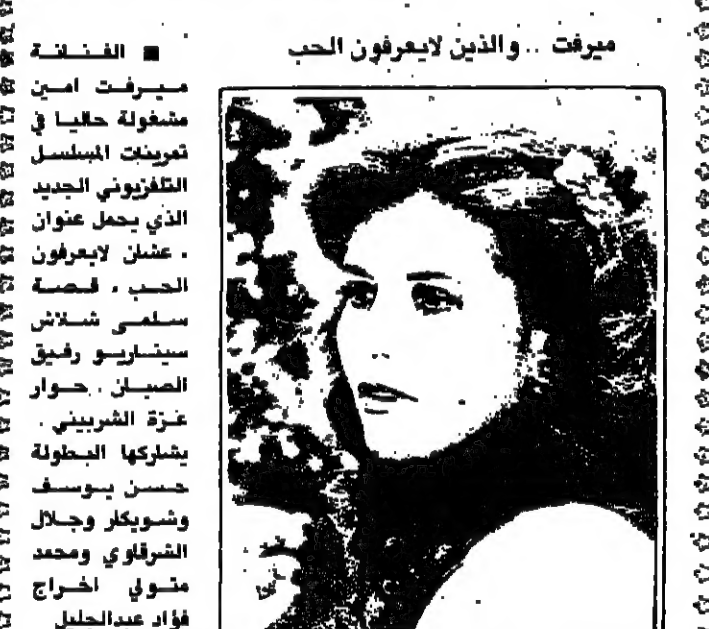 ميرفت .. والذين لايعرفون الحب
■ الفنانة
ميرفت امين
مشغولة حاليا في
تمرينات المسلسل
التلفزيوني الجديد
الذي يحمل عنوان
« عشان لايعرفون
الحب » قصة
سلمى شلاش
سيناريو رفيق
الصبان ، حوار
عزة الشربيني .
يشاركها البطولة
حسن يوسف
وشويكار وجلال
الشرقاوي ومحمد
متولي اخراج
فؤاد عبدالجليل